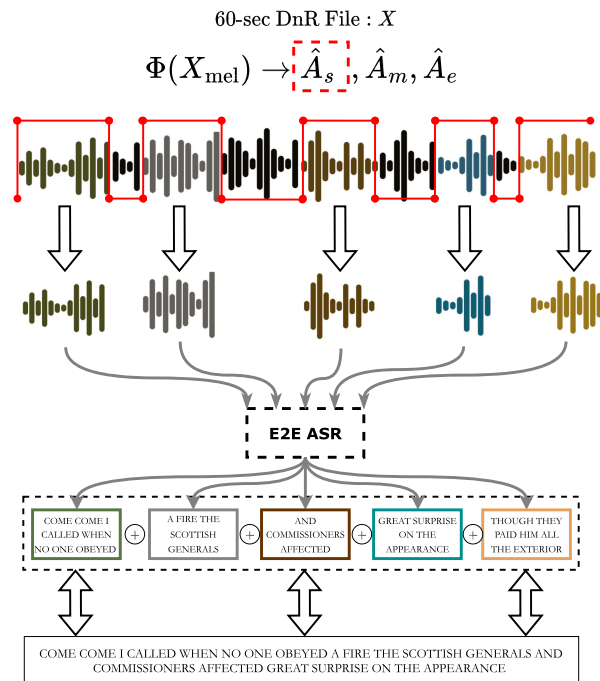 60-sec DnR File : X
Φ(X_mel) → Â_s , Â_m, Â_e
E2E ASR
COME COME I
CALLED WHEN
NO ONE OBEYED
+
A FIRE THE
SCOTTISH
GENERALS
+
AND
COMMISSIONERS
AFFECTED
+
GREAT SURPRISE
ON THE
APPEARANCE
+
THOUGH THEY
PAID HIM ALL
THE EXTERIOR
COME COME I CALLED WHEN NO ONE OBEYED A FIRE THE SCOTTISH GENERALS AND
COMMISSIONERS AFFECTED GREAT SURPRISE ON THE APPEARANCE